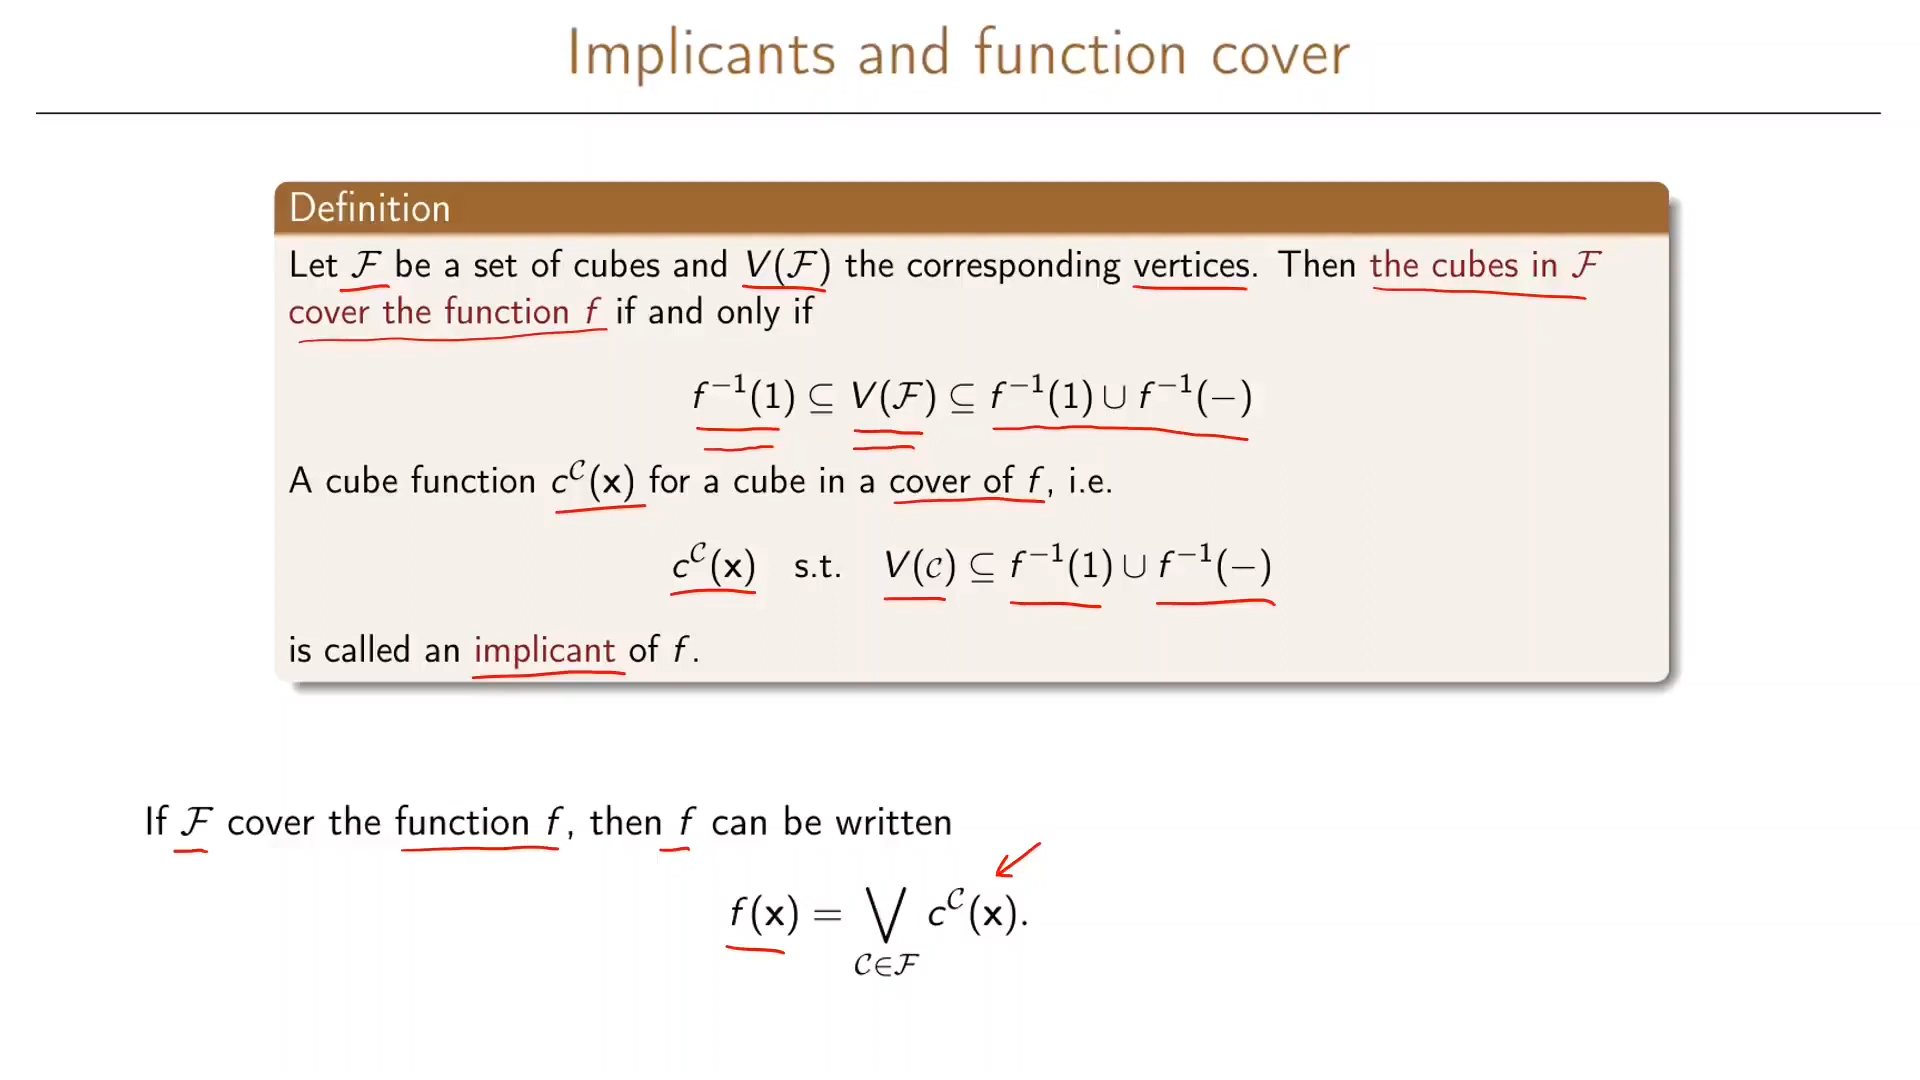 Implicants and function cover
Definition
Let ℱ be a set of cubes and V(ℱ) the corresponding vertices. Then the cubes in ℱ
cover the function f if and only if
f⁻¹(1) ⊆ V(ℱ) ⊆ f⁻¹(1) ∪ f⁻¹(−)
A cube function c^𝒞(𝐱) for a cube in a cover of f, i.e.
c^𝒞(𝐱) s.t. V(𝒞) ⊆ f⁻¹(1) ∪ f⁻¹(−)
is called an implicant of f.
If ℱ cover the function f, then f can be written
f(𝐱) = ⋁ c^𝒞(𝐱).
𝒞∈ℱ